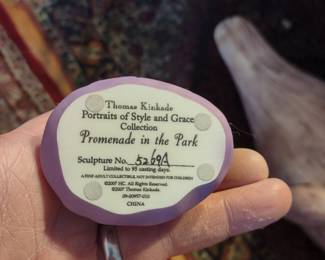 Thomas Kinkade
Portraits of Style and Grace
Collection
Promenade in the Park
Sculpture No. 5269A
Limited to 95 casting days
A FINE ADULT COLLECTIBLE, NOT INTENDED FOR CHILDREN
©2007 HC. All Rights Reserved.
©2007 Thomas Kinkade.
CHINA